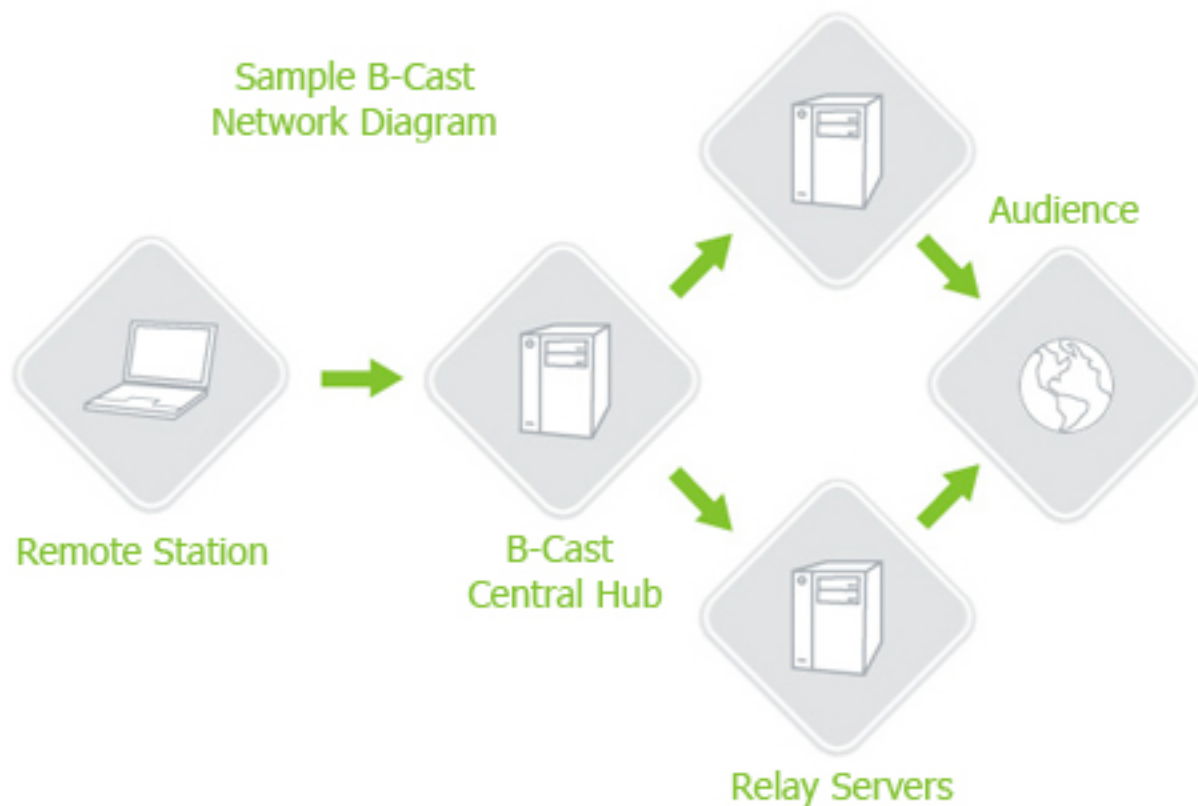 Sample B-Cast
Network Diagram
Audience
Remote Station
B-Cast
Central Hub
Relay Servers